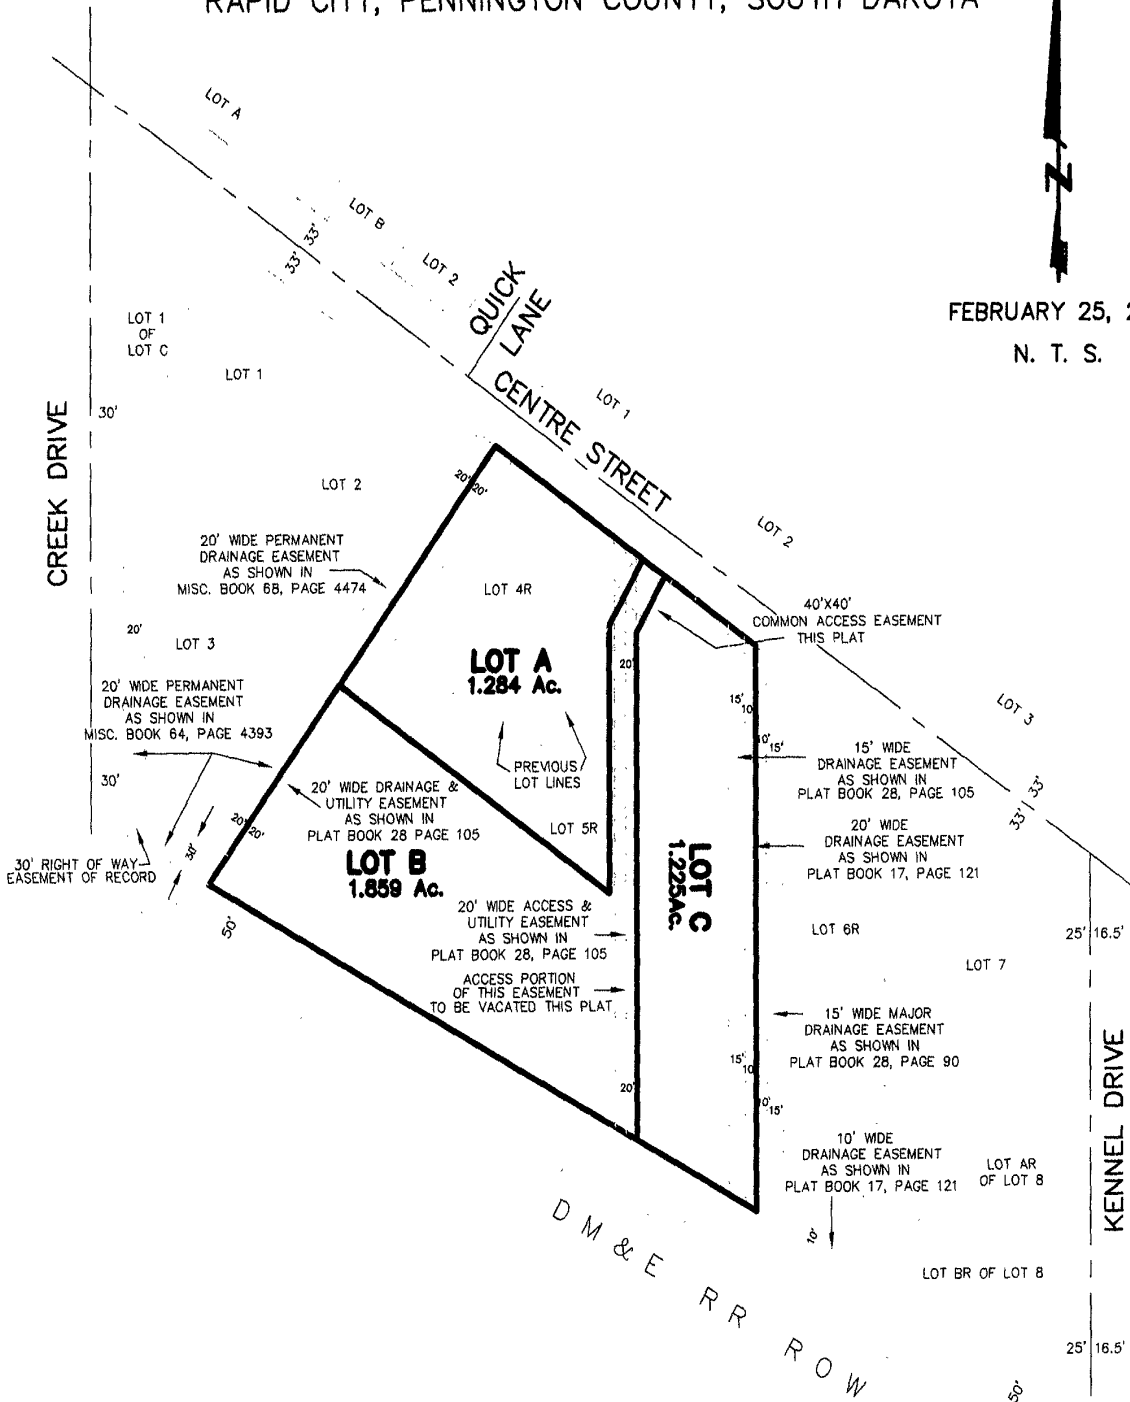 RAPID CITY, PENNINGTON COUNTY, SOUTH DAKOTA
N
FEBRUARY 25,
N. T. S.
LOT A
LOT B
LOT 2
33'
33'
QUICK
LANE
CENTRE STREET
LOT 1
OF
LOT C
LOT 1
LOT 1
30'
CREEK DRIVE
LOT 2
20'
20'
LOT 2
20' WIDE PERMANENT
DRAINAGE EASEMENT
AS SHOWN IN
MISC. BOOK 68, PAGE 4474
LOT 4R
40'X40'
COMMON ACCESS EASEMENT
THIS PLAT
20'
LOT 3
LOT A
1.284 Ac.
20'
20' WIDE PERMANENT
DRAINAGE EASEMENT
AS SHOWN IN
MISC. BOOK 64, PAGE 4393
15'
10'
10'
15'
LOT 3
PREVIOUS
LOT LINES
15' WIDE
DRAINAGE EASEMENT
AS SHOWN IN
PLAT BOOK 28, PAGE 105
33'
33'
30'
20' WIDE DRAINAGE &
UTILITY EASEMENT
AS SHOWN IN
PLAT BOOK 28 PAGE 105
20'
20'
30'
LOT 5R
20' WIDE
DRAINAGE EASEMENT
AS SHOWN IN
PLAT BOOK 17, PAGE 121
30' RIGHT OF WAY
EASEMENT OF RECORD
LOT B
1.859 Ac.
LOT C
1.225Ac.
50'
20' WIDE ACCESS &
UTILITY EASEMENT
AS SHOWN IN
PLAT BOOK 28, PAGE 105
LOT 6R
25'
16.5'
LOT 7
ACCESS PORTION
OF THIS EASEMENT
TO BE VACATED THIS PLAT
15' WIDE MAJOR
DRAINAGE EASEMENT
AS SHOWN IN
PLAT BOOK 28, PAGE 90
20'
15'
10'
10'
15'
KENNEL DRIVE
10' WIDE
DRAINAGE EASEMENT
AS SHOWN IN
PLAT BOOK 17, PAGE 121
LOT AR
OF LOT 8
10'
DM&E RR ROW
LOT BR OF LOT 8
25'
16.5'
50'